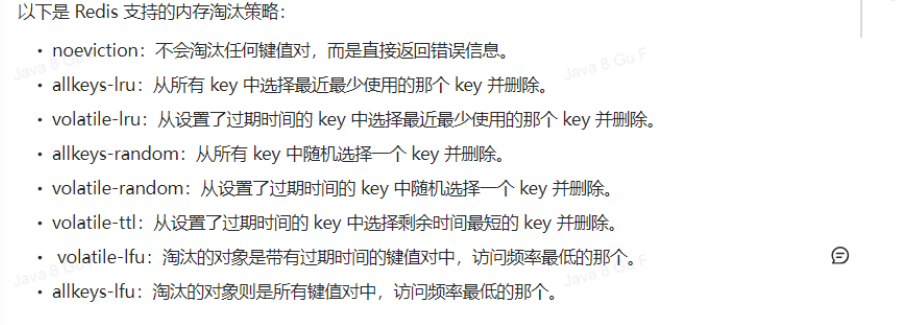 以下是 Redis 支持的内存淘汰策略：
• noeviction：不会淘汰任何键值对，而是直接返回错误信息。
• allkeys-lru：从所有 key 中选择最近最少使用的那个 key 并删除。
• volatile-lru：从设置了过期时间的 key 中选择最近最少使用的那个 key 并删除。
• allkeys-random：从所有 key 中随机选择一个 key 并删除。
• volatile-random：从设置了过期时间的 key 中随机选择一个 key 并删除。
• volatile-ttl：从设置了过期时间的 key 中选择剩余时间最短的 key 并删除。
• volatile-lfu：淘汰的对象是带有过期时间的键值对中，访问频率最低的那个。
• allkeys-lfu：淘汰的对象则是所有键值对中，访问频率最低的那个。
Java 8 Gu F
Java 8 Gu F
Java 8 Gu
Java 8 Gu F